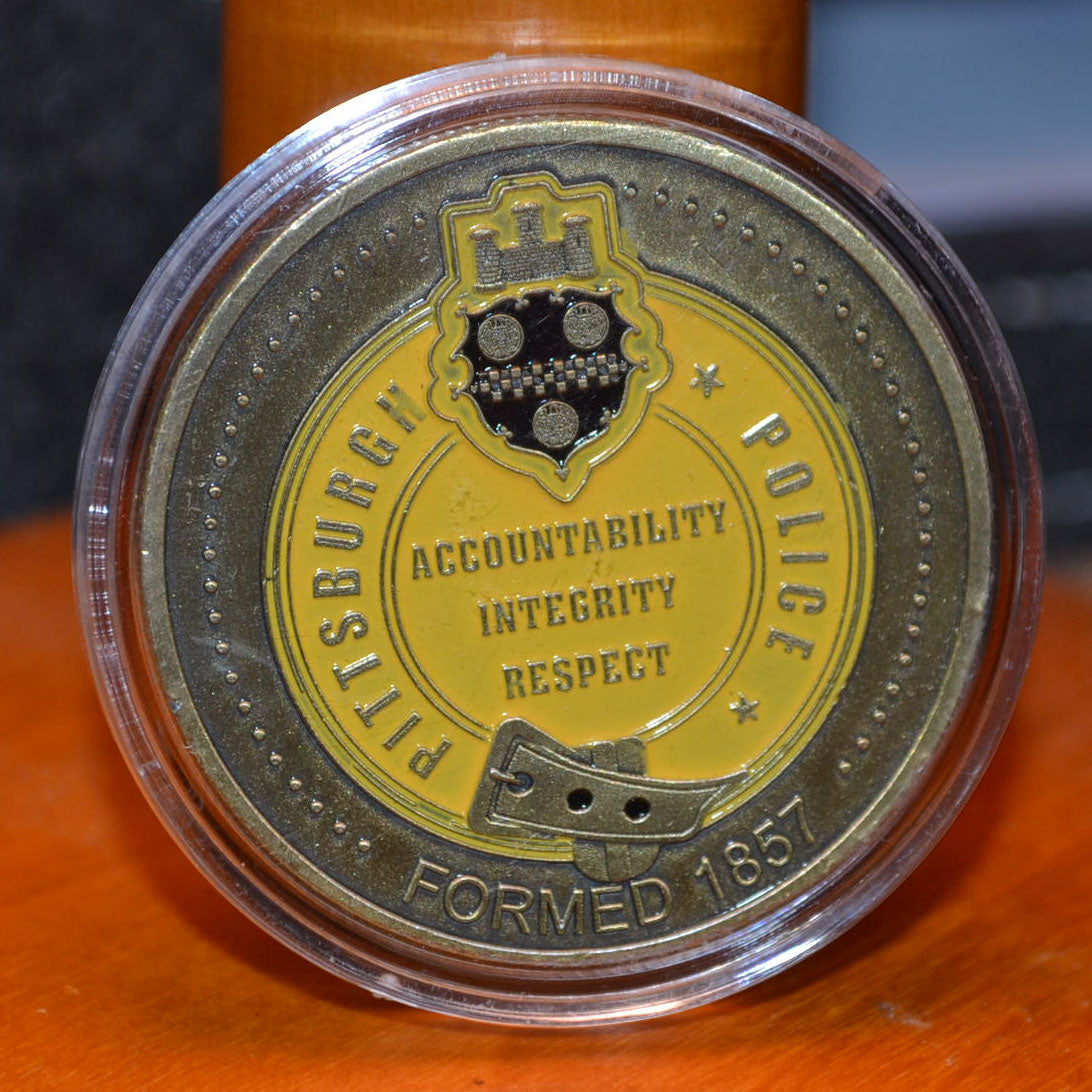 PITTSBURGH
POLICE
ACCOUNTABILITY
INTEGRITY
RESPECT
FORMED 1857